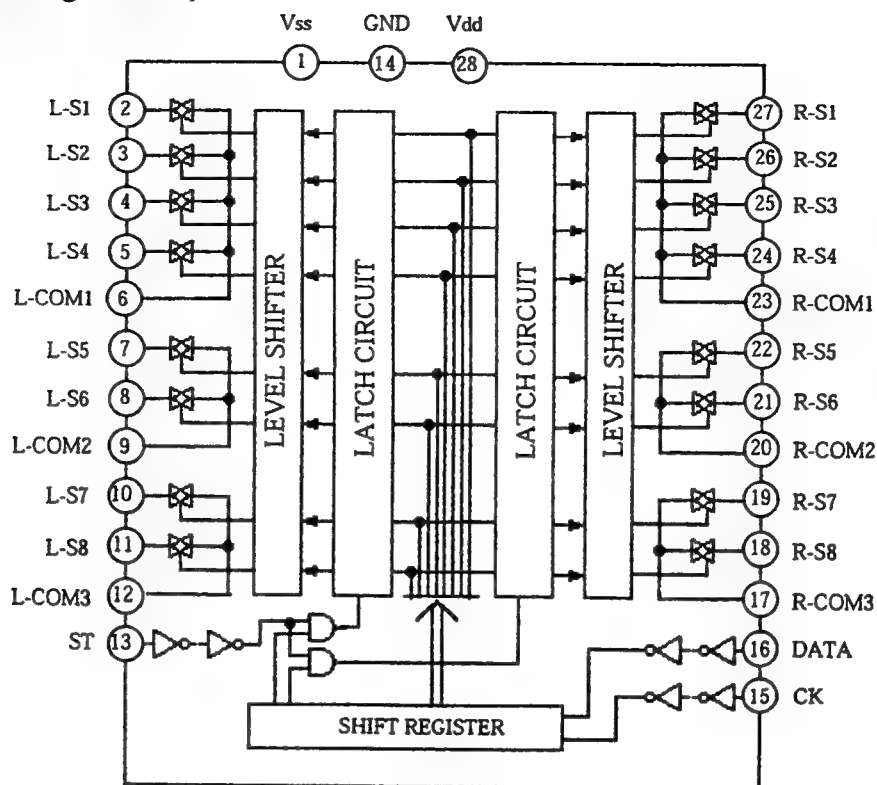 Vss GND Vdd
1 14 28
L-S1 2 27 R-S1
L-S2 3 26 R-S2
L-S3 4 25 R-S3
L-S4 5 24 R-S4
L-COM1 6 23 R-COM1
L-S5 7 22 R-S5
L-S6 8 21 R-S6
L-COM2 9 20 R-COM2
L-S7 10 19 R-S7
L-S8 11 18 R-S8
L-COM3 12 17 R-COM3
ST 13 16 DATA
15 CK
LEVEL SHIFTER
LATCH CIRCUIT
LATCH CIRCUIT
LEVEL SHIFTER
SHIFT REGISTER